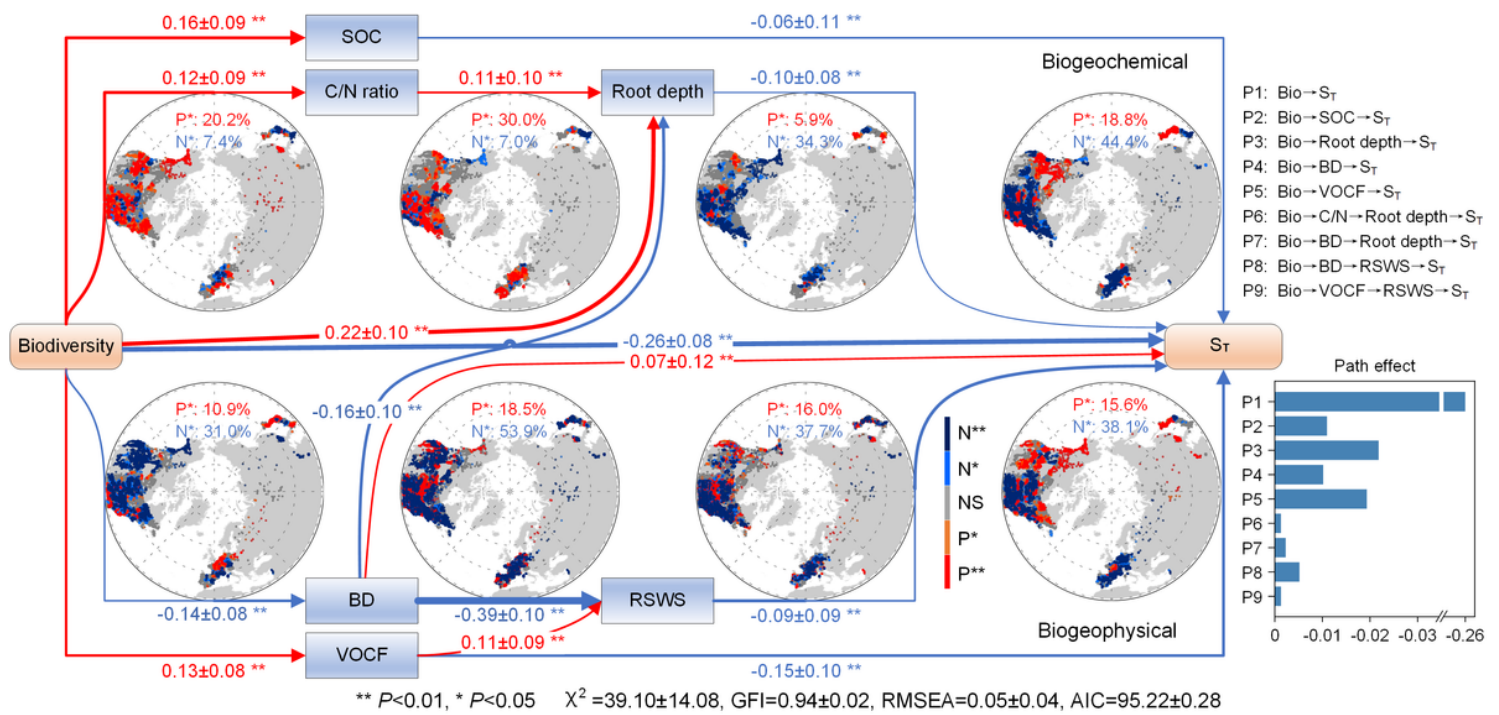 0.16±0.09 **
SOC
-0.06±0.11 **
Biogeochemical
0.12±0.09 **
C/N ratio
0.11±0.10 **
Root depth
-0.10±0.08 **
P*: 20.2%
N*: 7.4%
P*: 30.0%
N*: 7.0%
P*: 5.9%
N*: 34.3%
P*: 18.8%
N*: 44.4%
P1: Bio→S_T
P2: Bio→SOC→S_T
P3: Bio→Root depth→S_T
P4: Bio→BD→S_T
P5: Bio→VOCF→S_T
P6: Bio→C/N→Root depth→S_T
P7: Bio→BD→Root depth→S_T
P8: Bio→BD→RSWS→S_T
P9: Bio→VOCF→RSWS→S_T
Biodiversity
0.22±0.10 **
-0.26±0.08 **
0.07±0.12 **
S_T
-0.16±0.10 **
P*: 10.9%
N*: 31.0%
P*: 18.5%
N*: 53.9%
P*: 16.0%
N*: 37.7%
P*: 15.6%
N*: 38.1%
N**
N*
NS
P*
P**
Path effect
P1
P2
P3
P4
P5
P6
P7
P8
P9
0 -0.01 -0.02 -0.03 -0.26
-0.14±0.08 **
BD
-0.39±0.10 **
RSWS
-0.09±0.09 **
Biogeophysical
0.13±0.08 **
VOCF
0.11±0.09 **
-0.15±0.10 **
** P<0.01, * P<0.05 χ² =39.10±14.08, GFI=0.94±0.02, RMSEA=0.05±0.04, AIC=95.22±0.28